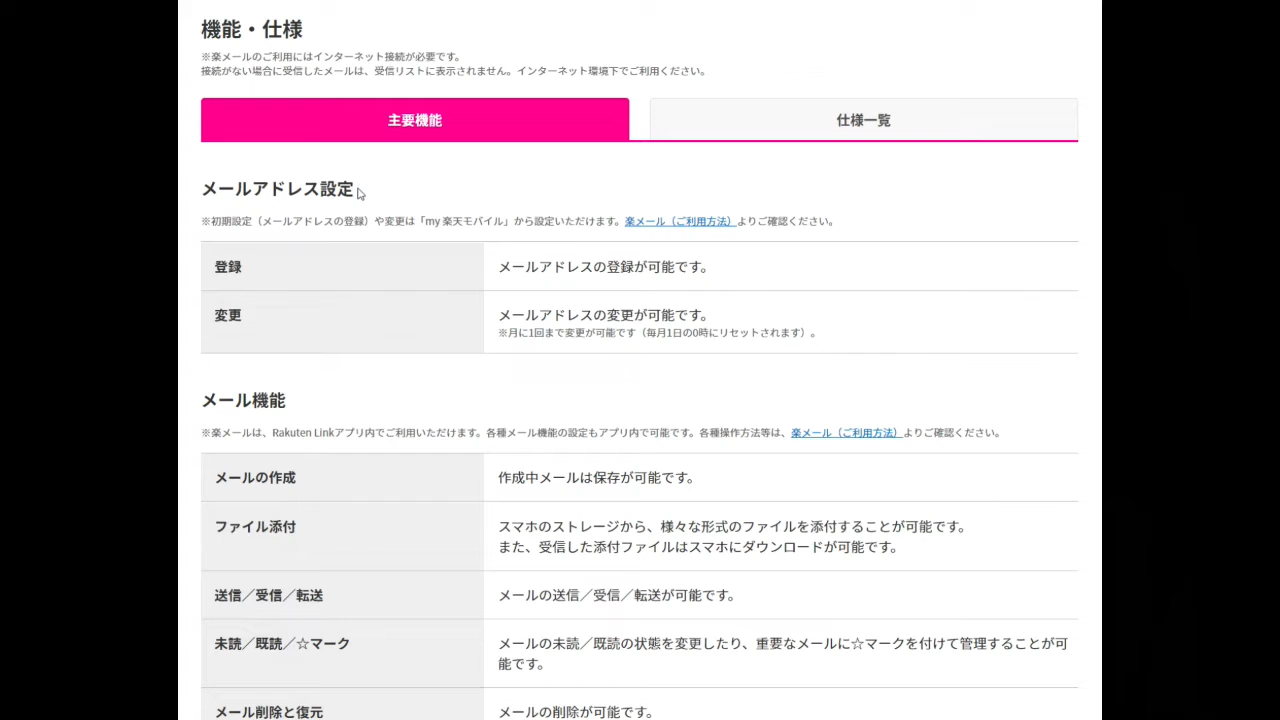 機能・仕様
※楽メールのご利用にはインターネット接続が必要です。
接続がない場合に受信したメールは、受信リストに表示されません。インターネット環境下でご利用ください。
主要機能
仕様一覧
メールアドレス設定
※初期設定（メールアドレスの登録）や変更は「my 楽天モバイル」から設定いただけます。楽メール（ご利用方法）よりご確認ください。
登録
メールアドレスの登録が可能です。
変更
メールアドレスの変更が可能です。
※月に1回まで変更が可能です（毎月1日の0時にリセットされます）。
メール機能
※楽メールは、Rakuten Linkアプリ内でご利用いただけます。各種メール機能の設定もアプリ内で可能です。各種操作方法等は、楽メール（ご利用方法）よりご確認ください。
メールの作成
作成中メールは保存が可能です。
ファイル添付
スマホのストレージから、様々な形式のファイルを添付することが可能です。
また、受信した添付ファイルはスマホにダウンロードが可能です。
送信／受信／転送
メールの送信／受信／転送が可能です。
未読／既読／☆マーク
メールの未読／既読の状態を変更したり、重要なメールに☆マークを付けて管理することが可
能です。
メール削除と復元
メールの削除が可能です。